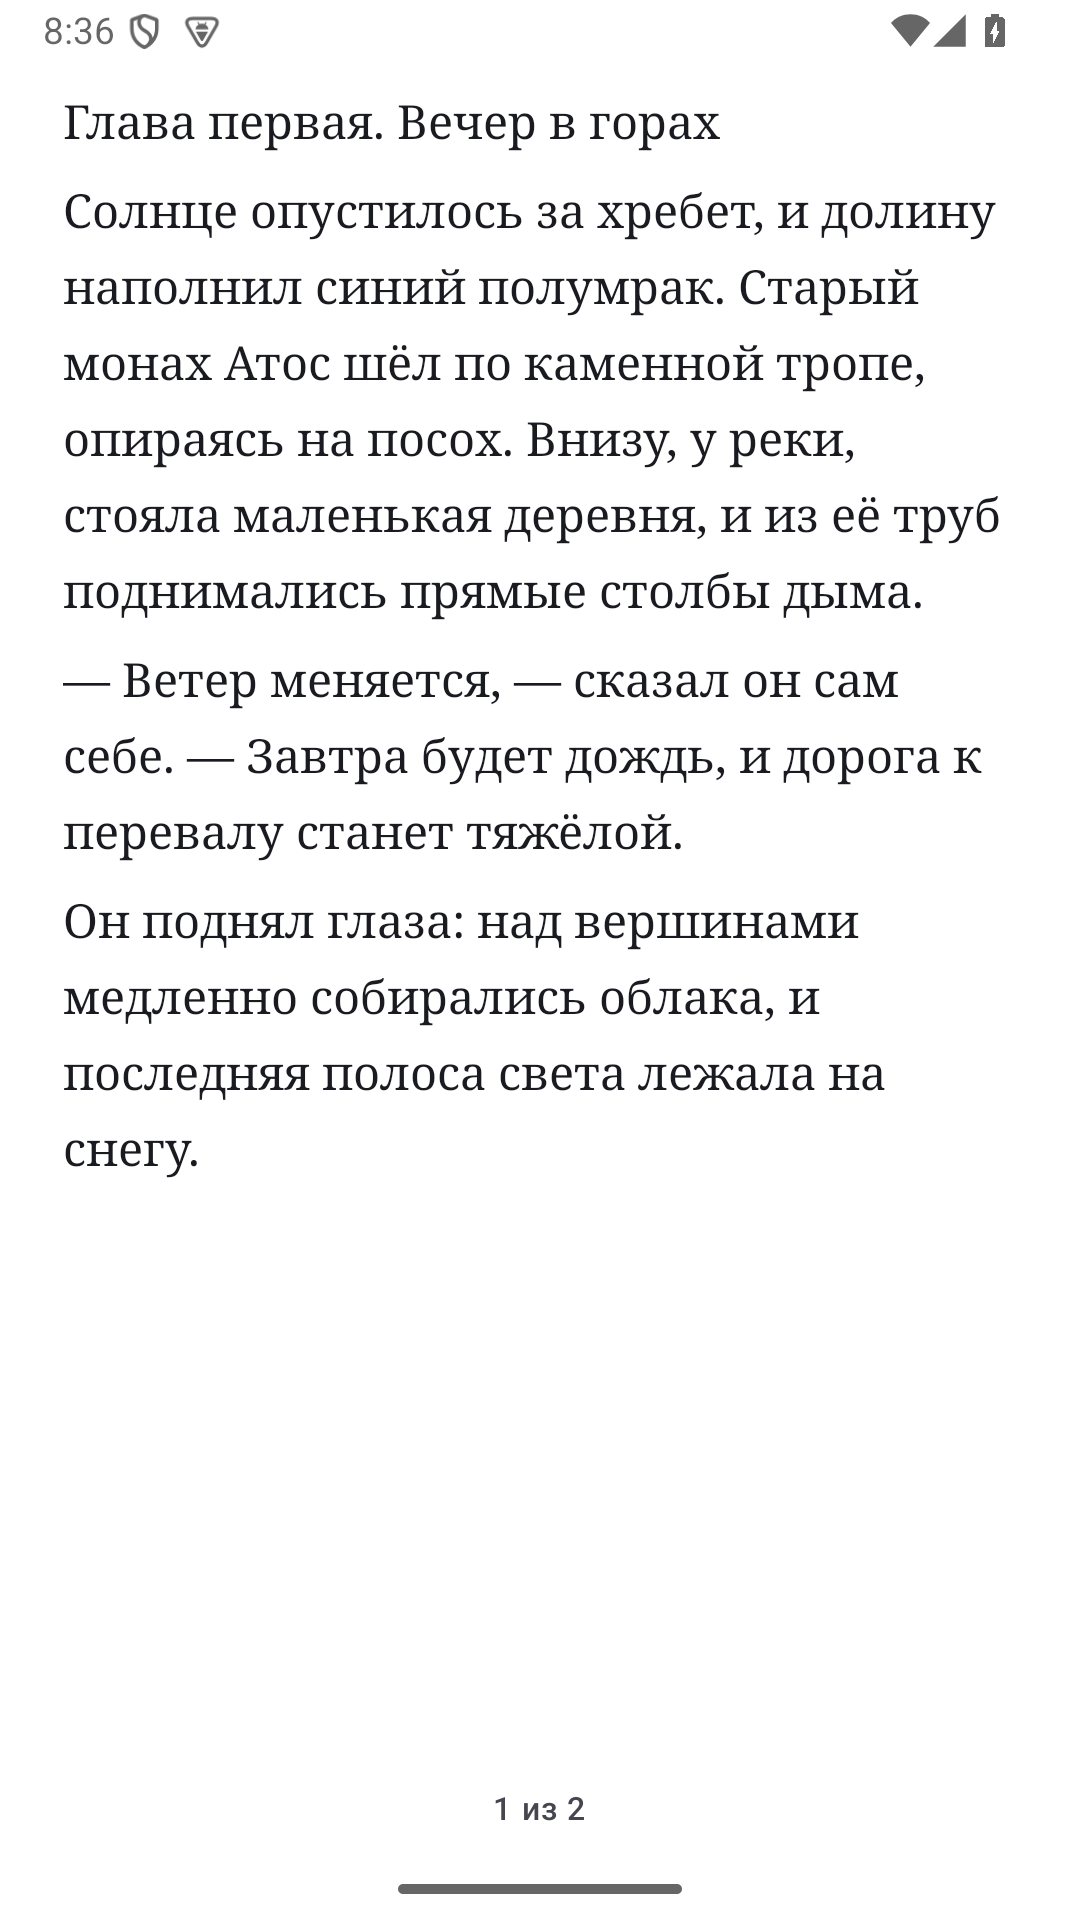 8:36
Глава первая. Вечер в горах
Солнце опустилось за хребет, и долину
наполнил синий полумрак. Старый
монах Атос шёл по каменной тропе,
опираясь на посох. Внизу, у реки,
стояла маленькая деревня, и из её труб
поднимались прямые столбы дыма.
— Ветер меняется, — сказал он сам
себе. — Завтра будет дождь, и дорога к
перевалу станет тяжёлой.
Он поднял глаза: над вершинами
медленно собирались облака, и
последняя полоса света лежала на
снегу.
1 из 2